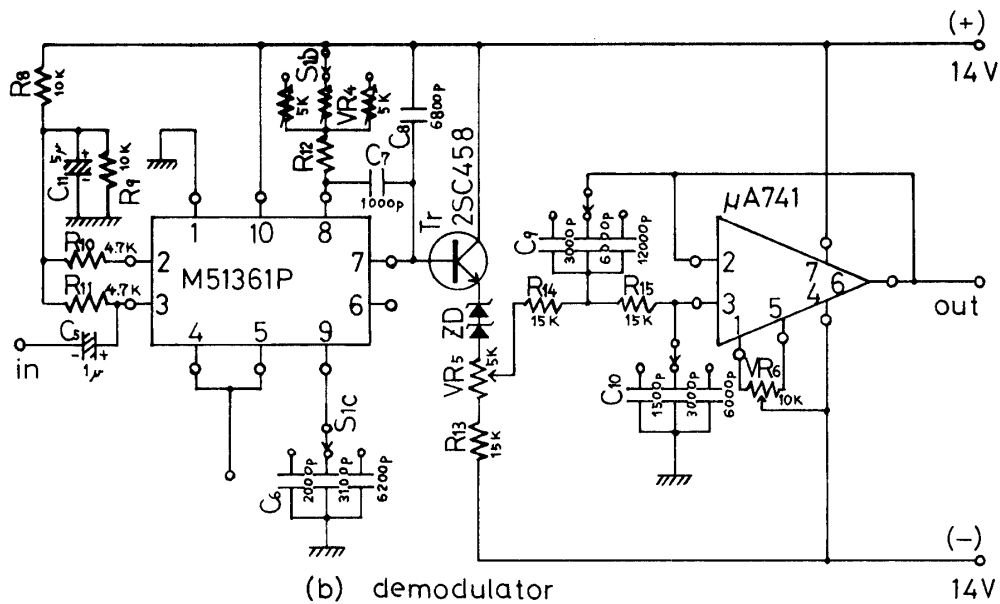 (+)
14V
R8
10K
S1b
5K
VR4
5K
C8
6800p
5μ
+
-
C11
R9
10K
R12
C7
1000p
Tr
2SC458
μA741
1
10
8
R10 4.7K
2
M51361P
7
C9
3000p
6000p
12000p
2
7
6
4
R11 4.7K
3
6
R14
15K
R15
15K
3
5
1
out
C5
- +
1μ
in
4
5
9
ZD
VR5
5K
VR6
10K
C10
1500p
3000p
6000p
S1c
R13
15K
C6
2000p
3100p
6200p
(-)
14V
(b) demodulator